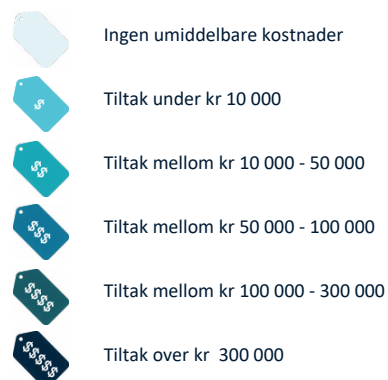 Ingen umiddelbare kostnader
$ Tiltak under kr 10 000
$$ Tiltak mellom kr 10 000 - 50 000
$$$ Tiltak mellom kr 50 000 - 100 000
$$$$ Tiltak mellom kr 100 000 - 300 000
$$$$$ Tiltak over kr  300 000